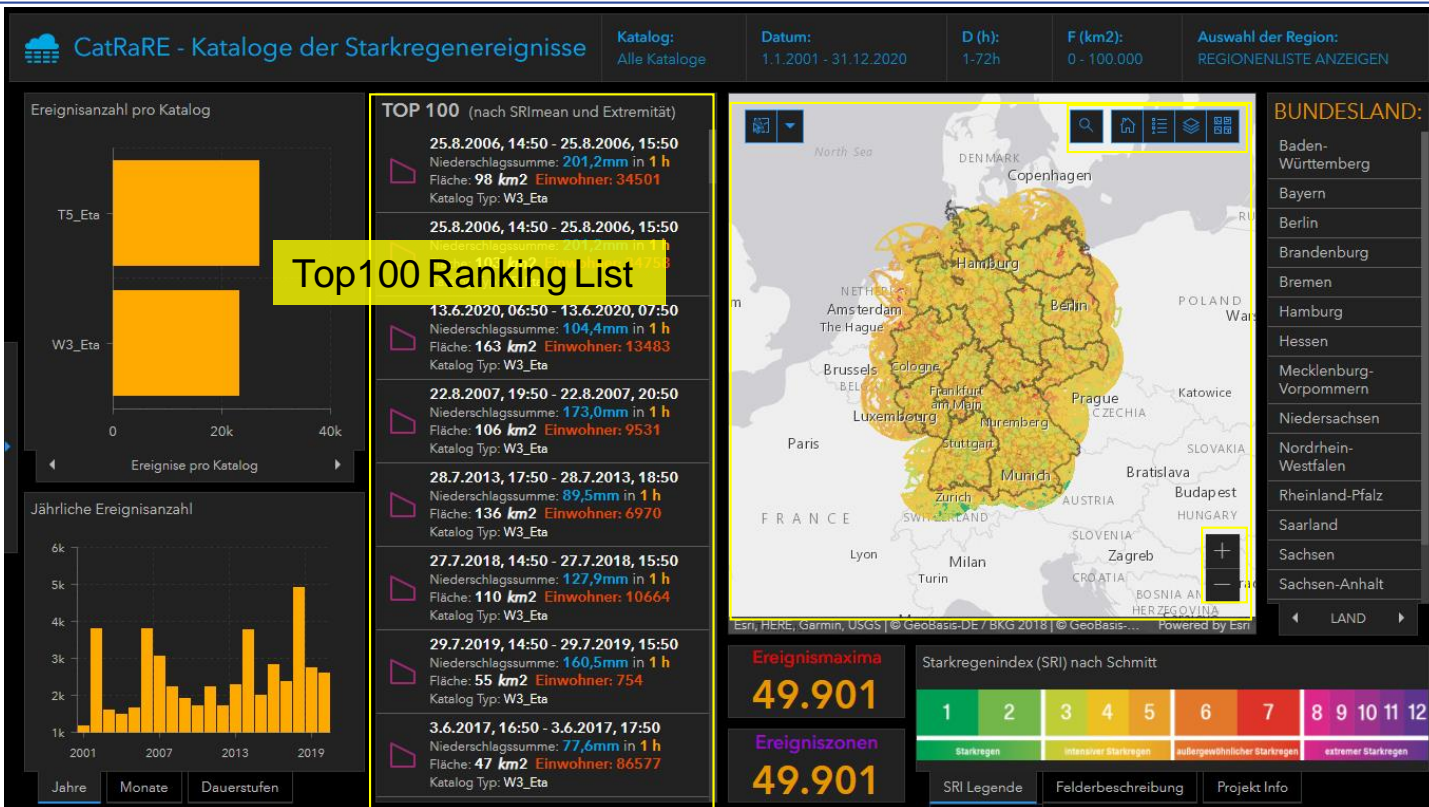 CatRaRE - Kataloge der Starkregenereignisse
Katalog:
Alle Kataloge
Datum:
1.1.2001 - 31.12.2020
D (h):
1-72h
F (km2):
0 - 100.000
Auswahl der Region:
REGIONENLISTE ANZEIGEN
Ereignisanzahl pro Katalog
T5_Eta
W3_Eta
0
20k
40k
Ereignise pro Katalog
Jährliche Ereignisanzahl
6k
5k
4k
3k
2k
1k
2001
2007
2013
2019
Jahre
Monate
Dauerstufen
TOP 100 (nach SRImean und Extremität)
25.8.2006, 14:50 - 25.8.2006, 15:50
Niederschlagssumme: 201,2mm in 1 h
Fläche: 98 km2 Einwohner: 34501
Katalog Typ: W3_Eta
25.8.2006, 14:50 - 25.8.2006, 15:50
Niederschlagssumme: 201,2mm in 1 h
103 km2 Einwohner: 34758
Top100 Ranking List
13.6.2020, 06:50 - 13.6.2020, 07:50
Niederschlagssumme: 104,4mm in 1 h
Fläche: 163 km2 Einwohner: 13483
Katalog Typ: W3_Eta
22.8.2007, 19:50 - 22.8.2007, 20:50
Niederschlagssumme: 173,0mm in 1 h
Fläche: 106 km2 Einwohner: 9531
Katalog Typ: W3_Eta
28.7.2013, 17:50 - 28.7.2013, 18:50
Niederschlagssumme: 89,5mm in 1 h
Fläche: 136 km2 Einwohner: 6970
Katalog Typ: W3_Eta
27.7.2018, 14:50 - 27.7.2018, 15:50
Niederschlagssumme: 127,9mm in 1 h
Fläche: 110 km2 Einwohner: 10664
Katalog Typ: W3_Eta
29.7.2019, 14:50 - 29.7.2019, 15:50
Niederschlagssumme: 160,5mm in 1 h
Fläche: 55 km2 Einwohner: 754
Katalog Typ: W3_Eta
3.6.2017, 16:50 - 3.6.2017, 17:50
Niederschlagssumme: 77,6mm in 1 h
Fläche: 47 km2 Einwohner: 86577
Katalog Typ: W3_Eta
North Sea
DENMARK
Copenhagen
RU
Hamburg
Amsterdam
The Hague
Berlin
POLAND
Brussels
Cologne
Frankfurt
am Main
Prague
CZECHIA
Katowice
Luxembourg
Nuremberg
Paris
Stuttgart
SLOVAKIA
Munich
Bratislava
Zurich
AUSTRIA
Budapest
HUNGARY
FRANCE
SWITZERLAND
SLOVENIA
Lyon
Milan
Zagreb
Turin
CROATIA
BOSNIA AN
HERZEGOVINA
+
−
Esri, HERE, Garmin, USGS | © GeoBasis-DE / BKG 2018 | © GeoBasis-... Powered by Esri
BUNDESLAND:
Baden-
Württemberg
Bayern
Berlin
Brandenburg
Bremen
Hamburg
Hessen
Mecklenburg-
Vorpommern
Niedersachsen
Nordrhein-
Westfalen
Rheinland-Pfalz
Saarland
Sachsen
Sachsen-Anhalt
LAND
Ereignismaxima
49.901
Ereigniszonen
49.901
Starkregenindex (SRI) nach Schmitt
1 2 3 4 5 6 7 8 9 10 11 12
Starkregen
intensiver Starkregen
außergewöhnlicher Starkregen
extremer Starkregen
SRI Legende
Felderbeschreibung
Projekt Info